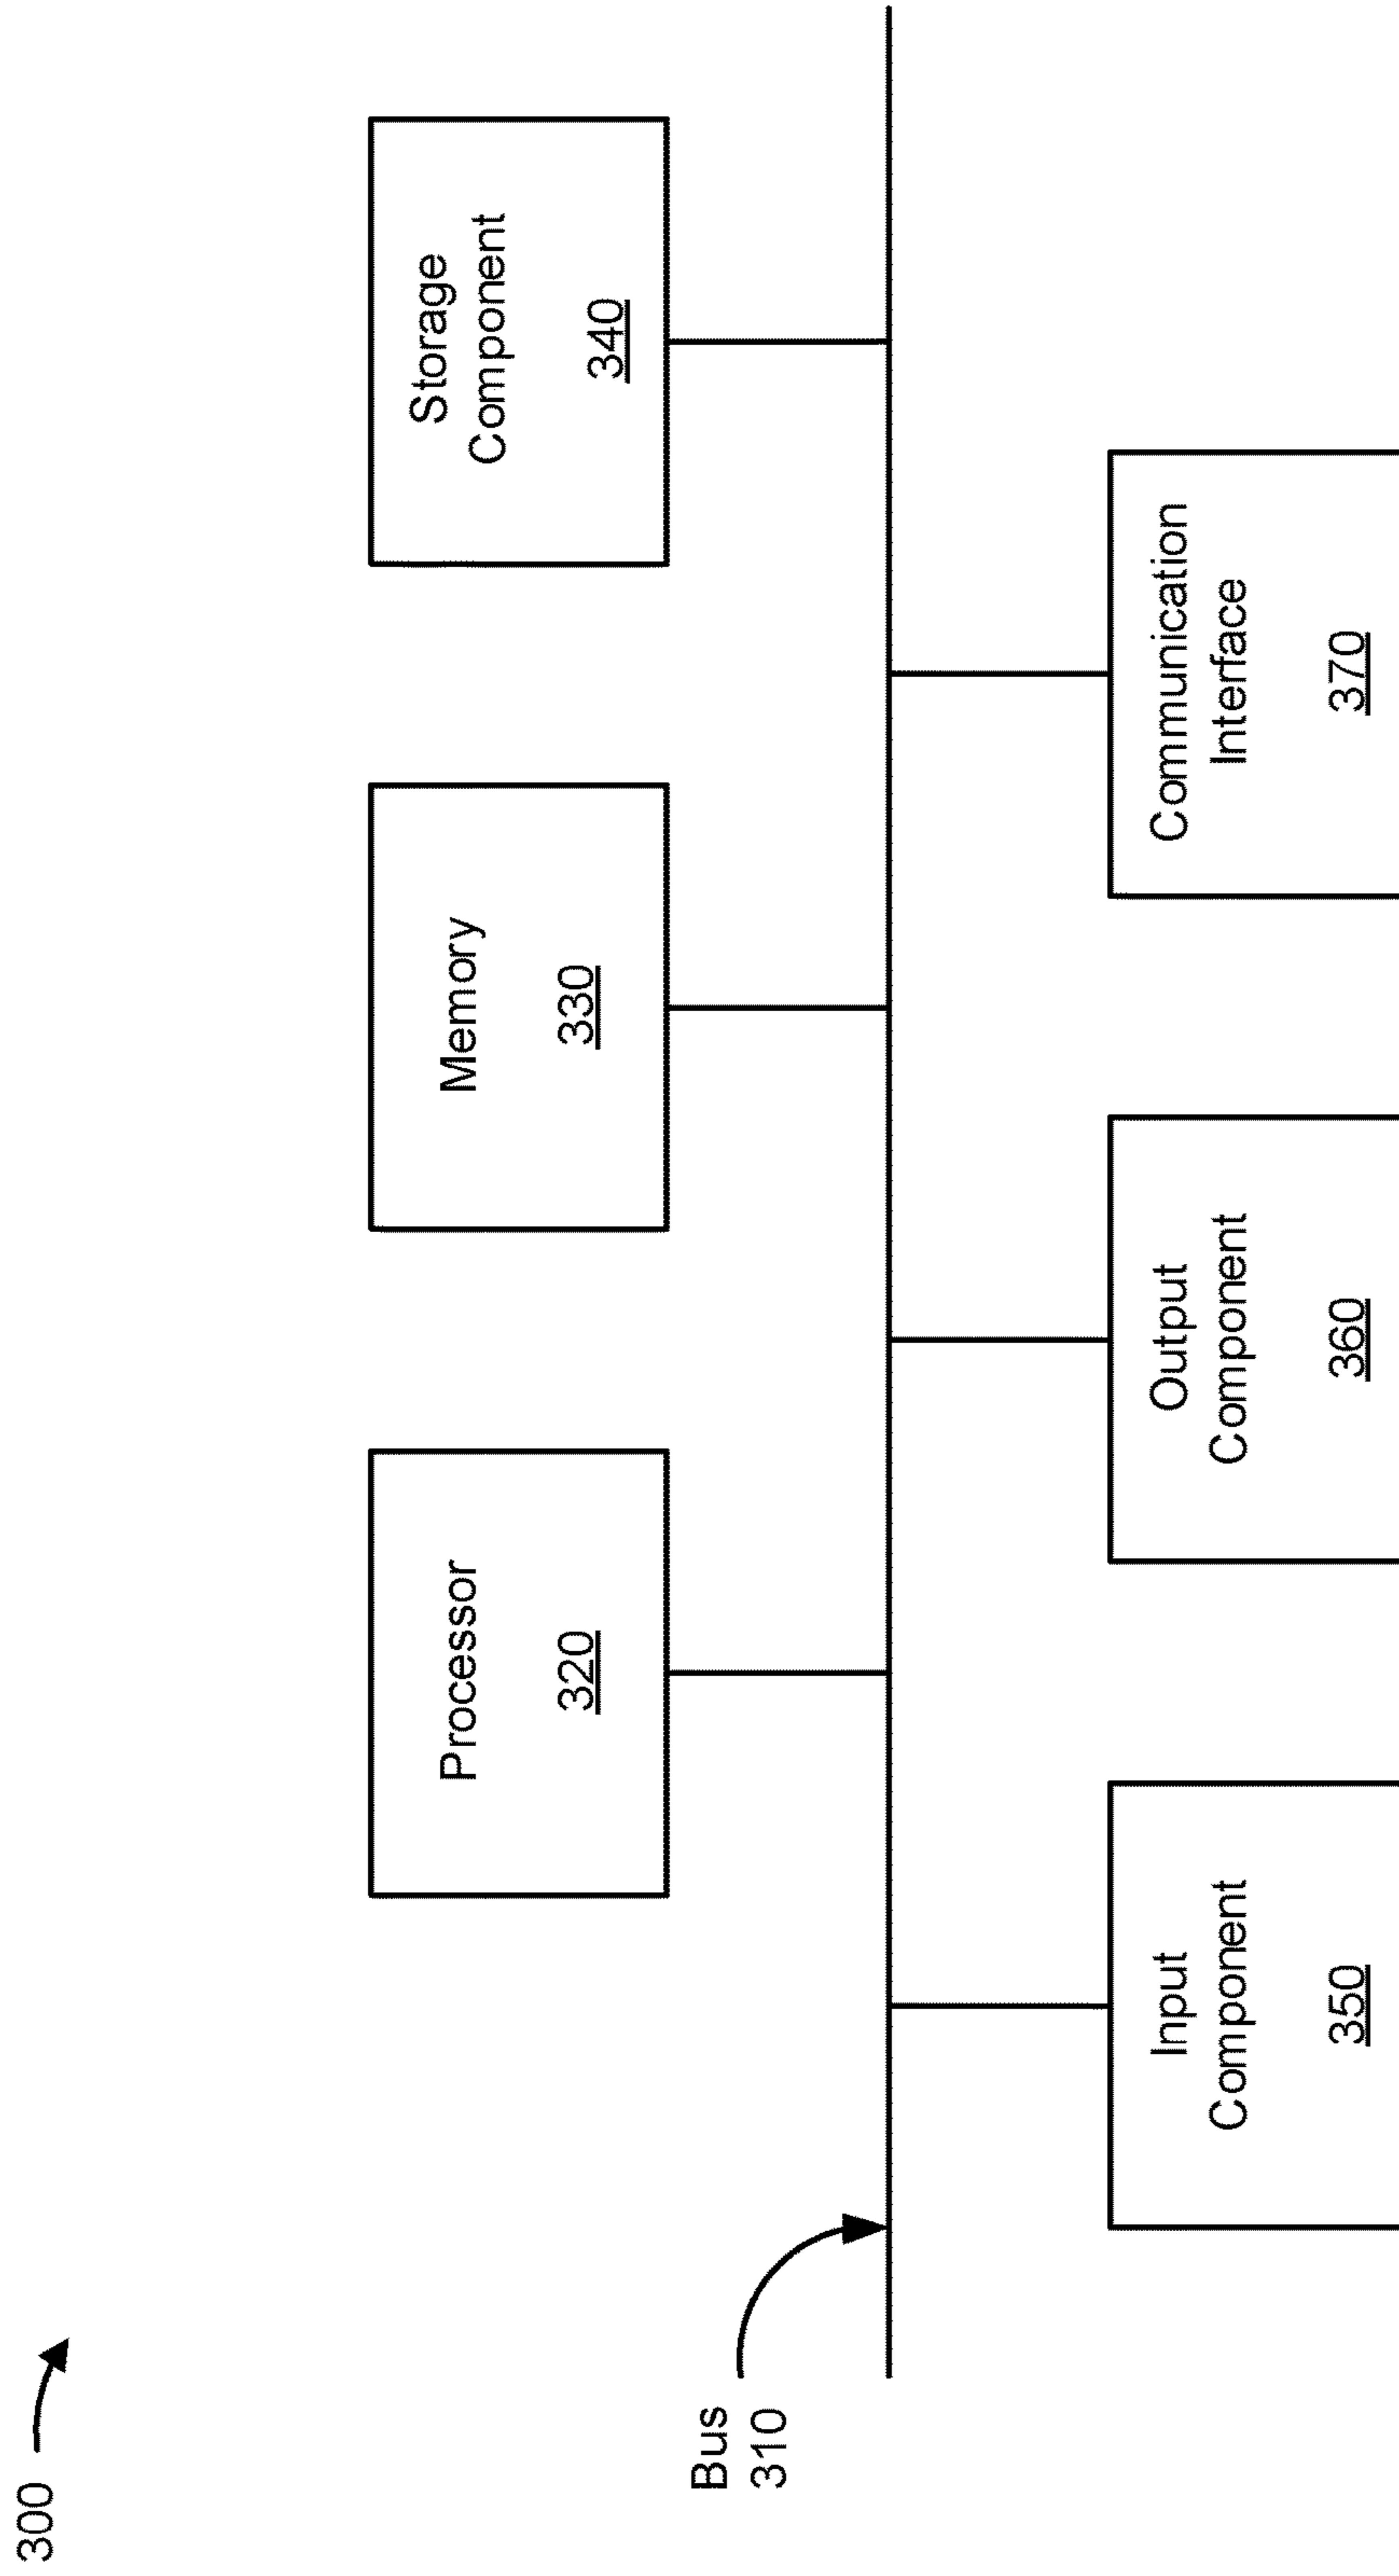 300
Processor
320
Memory
330
Storage
Component
340
Bus
310
Input
Component
350
Output
Component
360
Communication
Interface
370